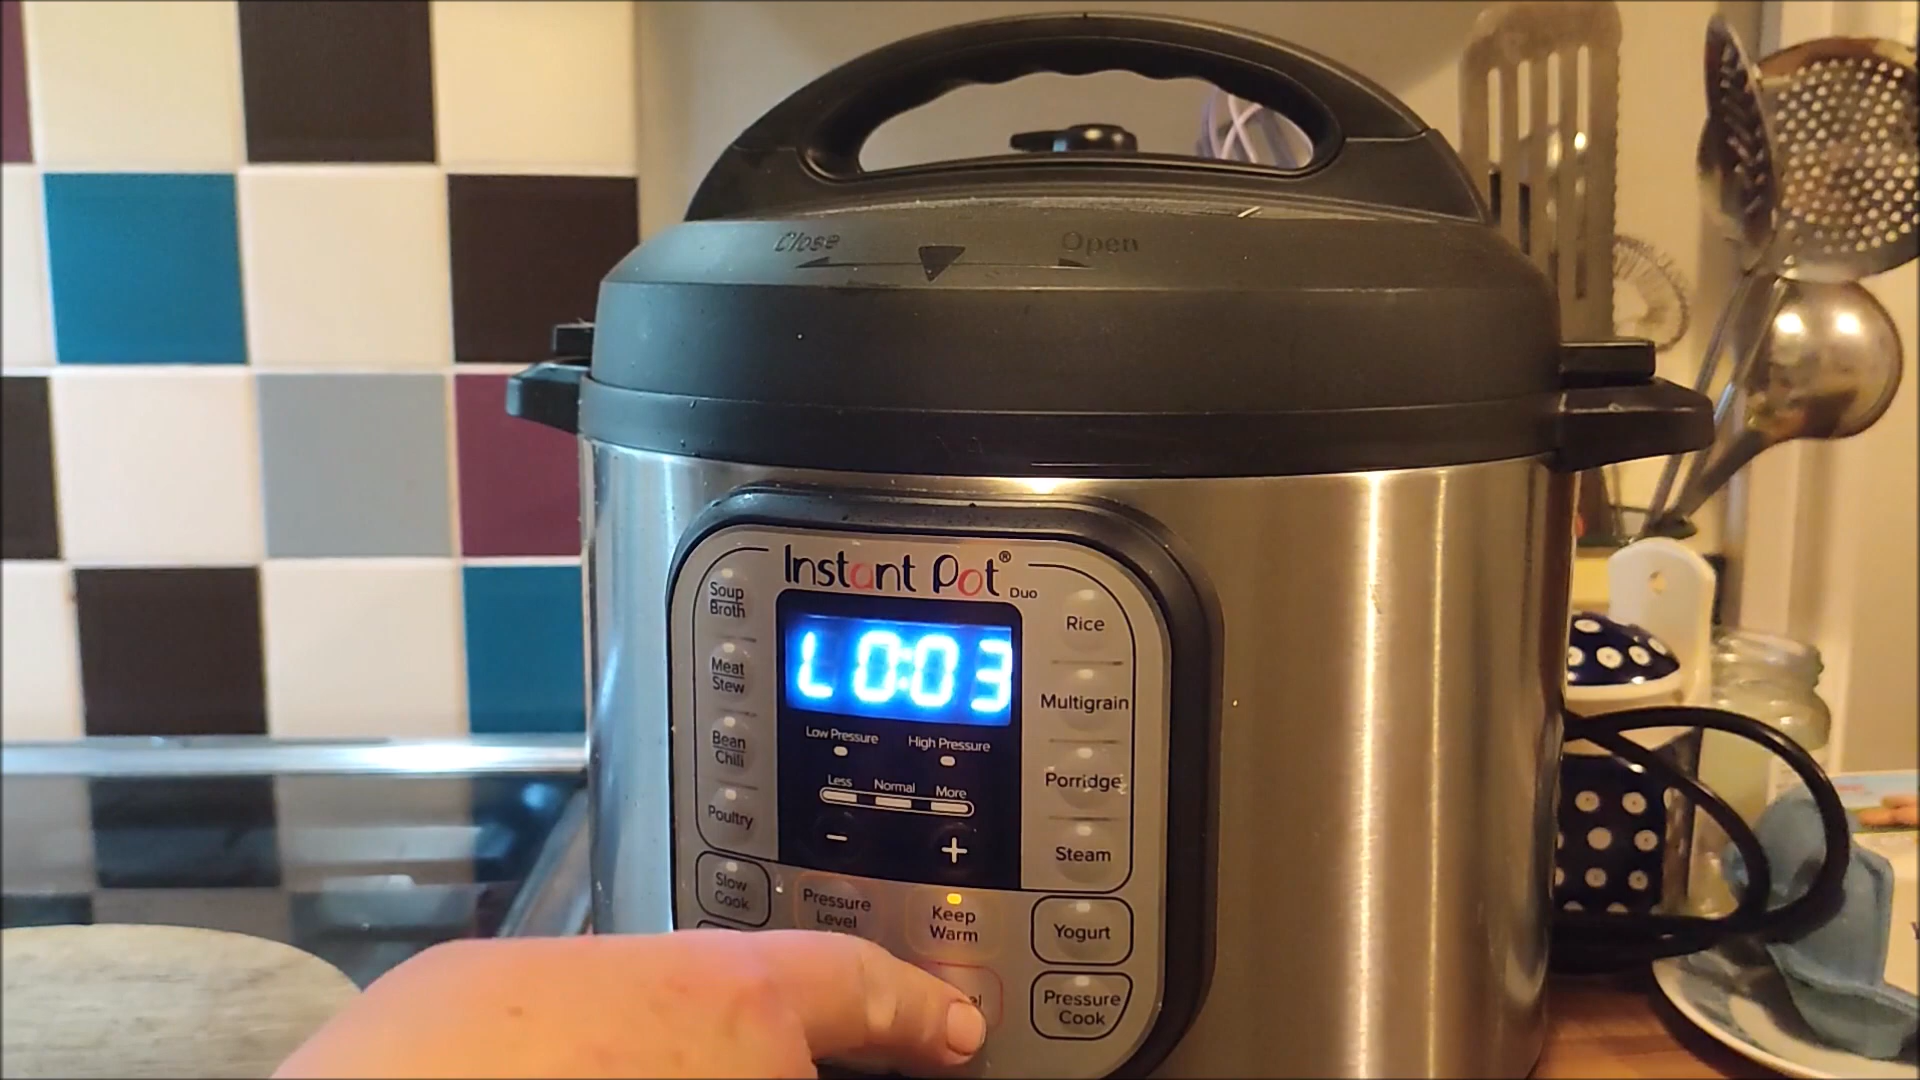 Close Open
Instant Pot®
Duo
Soup
Broth
Meat
Stew
Bean
Chili
Poultry
Slow
Cook
L0:03
Low Pressure
High Pressure
Less Normal More
-
+
Pressure
Level
Keep
Warm
Rice
Multigrain
Porridge
Steam
Yogurt
Pressure
Cook